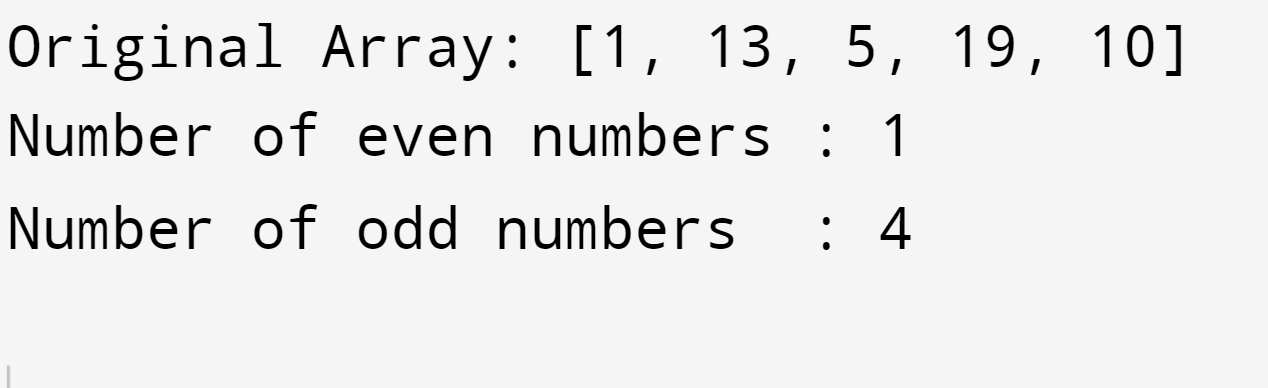 Original Array: [1, 13, 5, 19, 10]
Number of even numbers : 1
Number of odd numbers  : 4